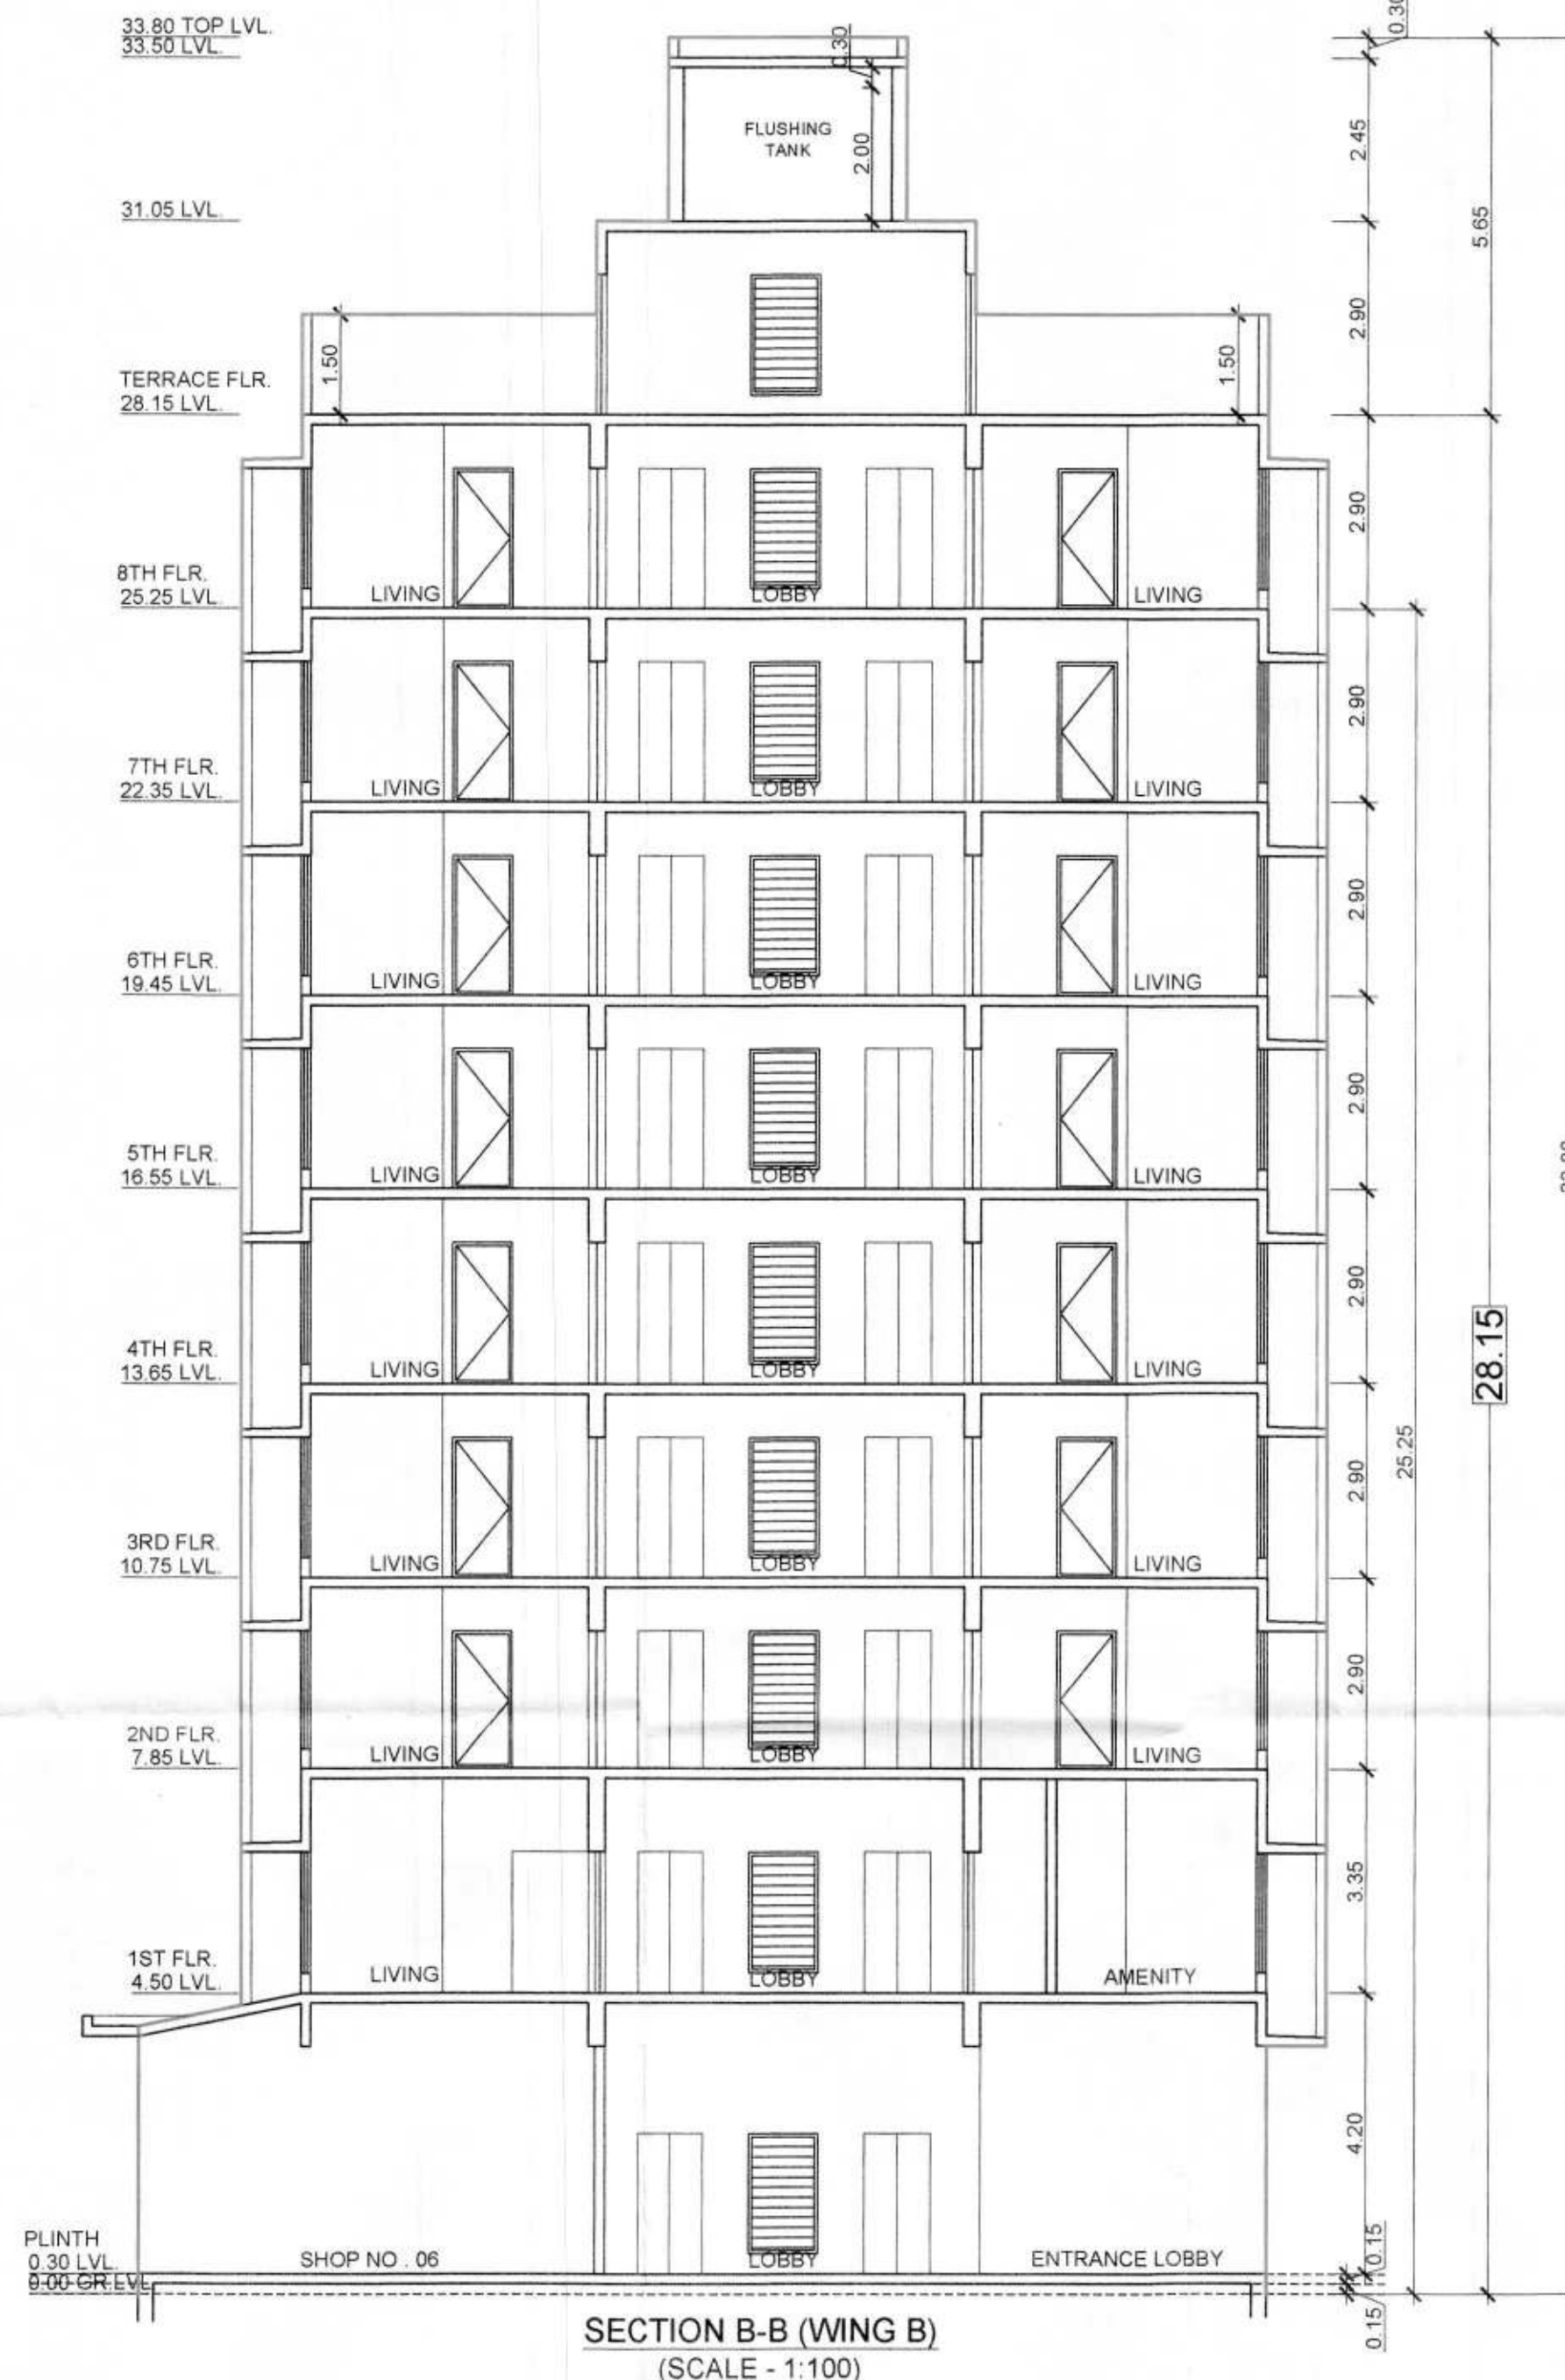 33.80 TOP LVL.
33.50 LVL.
0.30
0.30
FLUSHING
TANK
2.00
2.45
31.05 LVL.
5.65
2.90
1.50
1.50
TERRACE FLR.
28.15 LVL.
2.90
8TH FLR.
25.25 LVL.
LIVING
LOBBY
LIVING
2.90
7TH FLR.
22.35 LVL.
LIVING
LOBBY
LIVING
2.90
6TH FLR.
19.45 LVL.
LIVING
LOBBY
LIVING
2.90
5TH FLR.
16.55 LVL.
LIVING
LOBBY
LIVING
2.90
28.15
4TH FLR.
13.65 LVL.
LIVING
LOBBY
LIVING
2.90
25.25
3RD FLR.
10.75 LVL.
LIVING
LOBBY
LIVING
2.90
2ND FLR.
7.85 LVL.
LIVING
LOBBY
LIVING
3.35
1ST FLR.
4.50 LVL.
LIVING
LOBBY
AMENITY
4.20
PLINTH
0.30 LVL.
0.00 GR.LVL
SHOP NO . 06
LOBBY
ENTRANCE LOBBY
0.15
0.15
SECTION B-B (WING B)
(SCALE - 1:100)